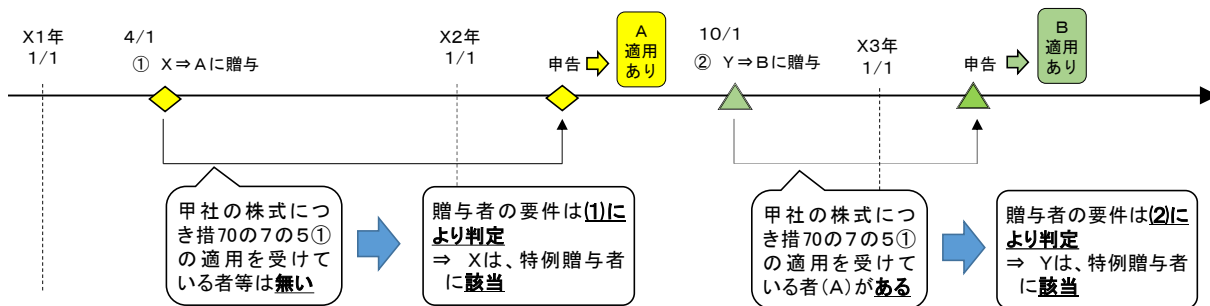 X1年
1/1
4/1
① X⇒Aに贈与
X2年
1/1
申告
A
適用
あり
10/1
② Y⇒Bに贈与
X3年
1/1
申告
B
適用
あり
甲社の株式につ
き措70の7の5①
の適用を受けて
いる者等は無い
贈与者の要件は(1)に
より判定
⇒ Xは、特例贈与者
に該当
甲社の株式につ
き措70の7の5①
の適用を受けて
いる者(A)がある
贈与者の要件は(2)に
より判定
⇒ Yは、特例贈与者
に該当